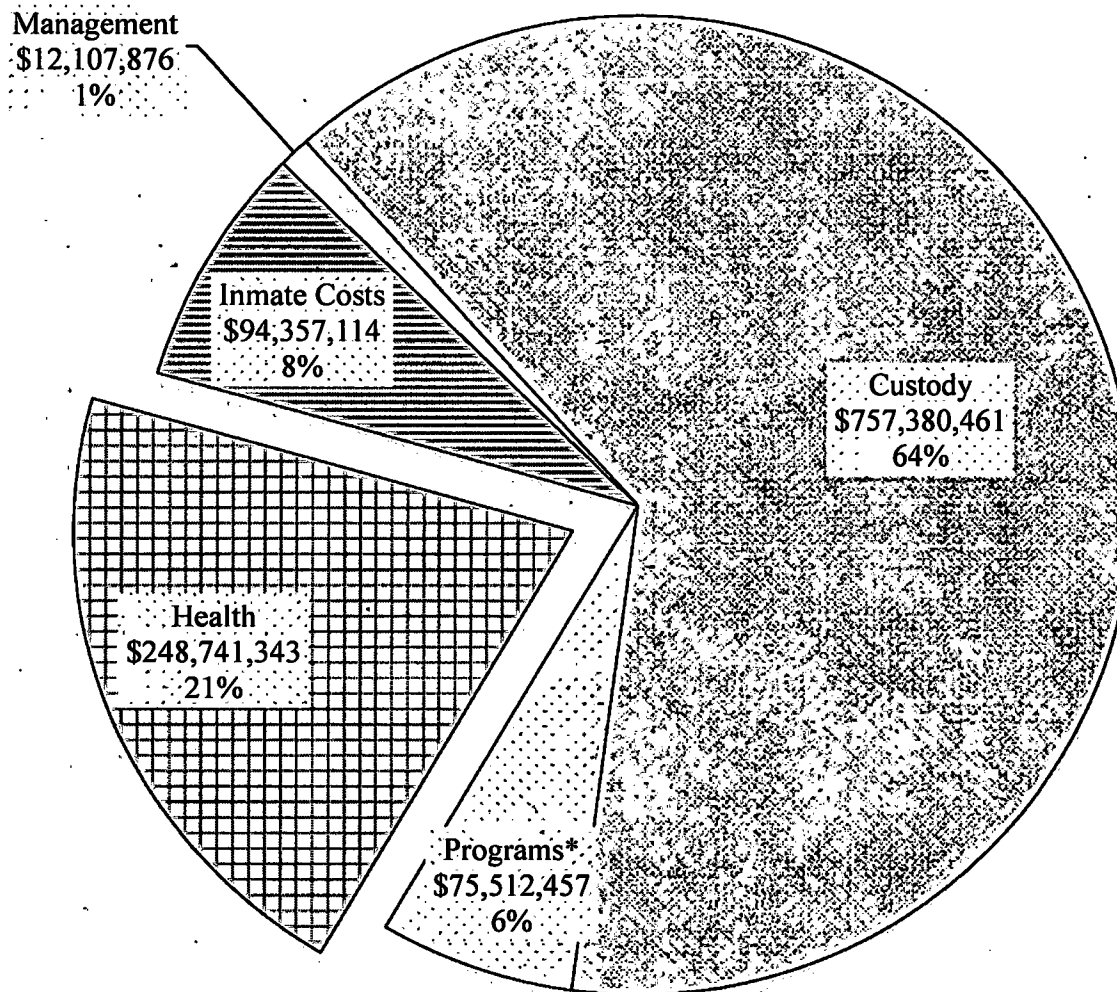 Management
$12,107,876
1%
Inmate Costs
$94,357,114
8%
Custody
$757,380,461
64%
Health
$248,741,343
21%
Programs*
$75,512,457
6%